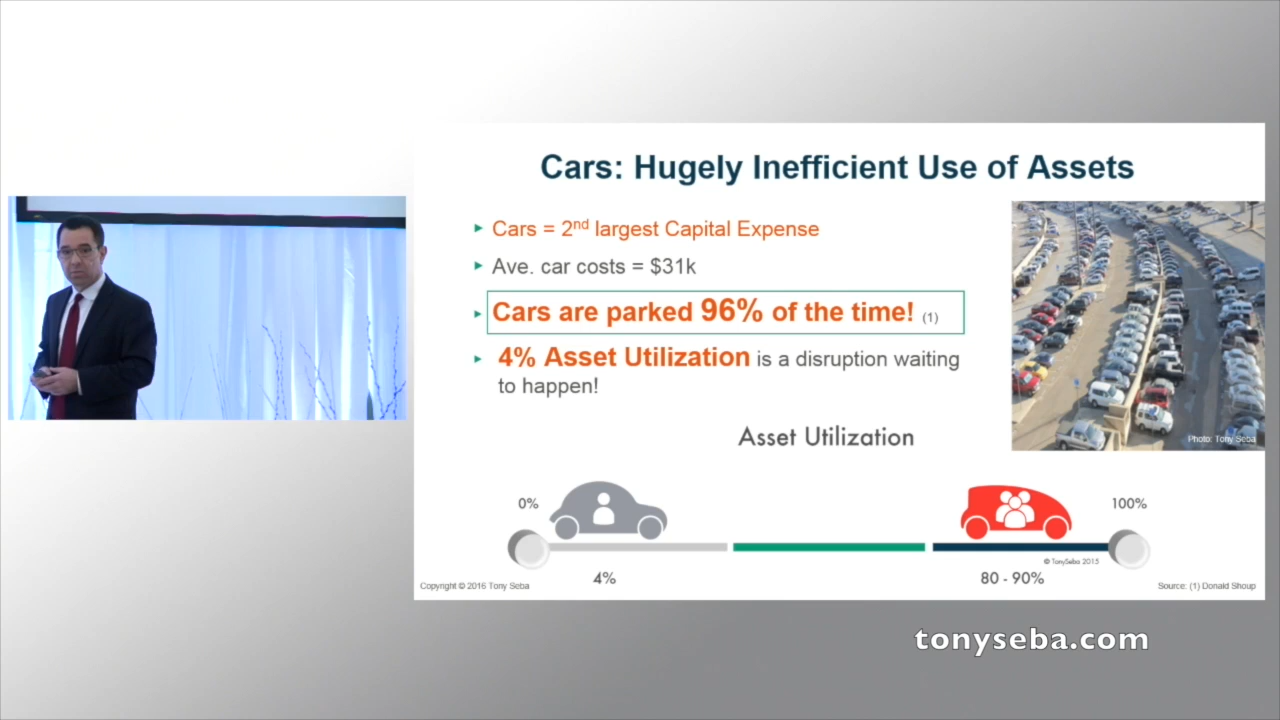 Cars: Hugely Inefficient Use of Assets
▸ Cars = 2nd largest Capital Expense
▸ Ave. car costs = $31k
▸ Cars are parked 96% of the time! (1)
▸ 4% Asset Utilization is a disruption waiting
to happen!
Photo: Tony Seba
Asset Utilization
0%
100%
© TonySeba 2015
4%
80 - 90%
Copyright © 2016 Tony Seba
Source: (1) Donald Shoup
tonyseba.com